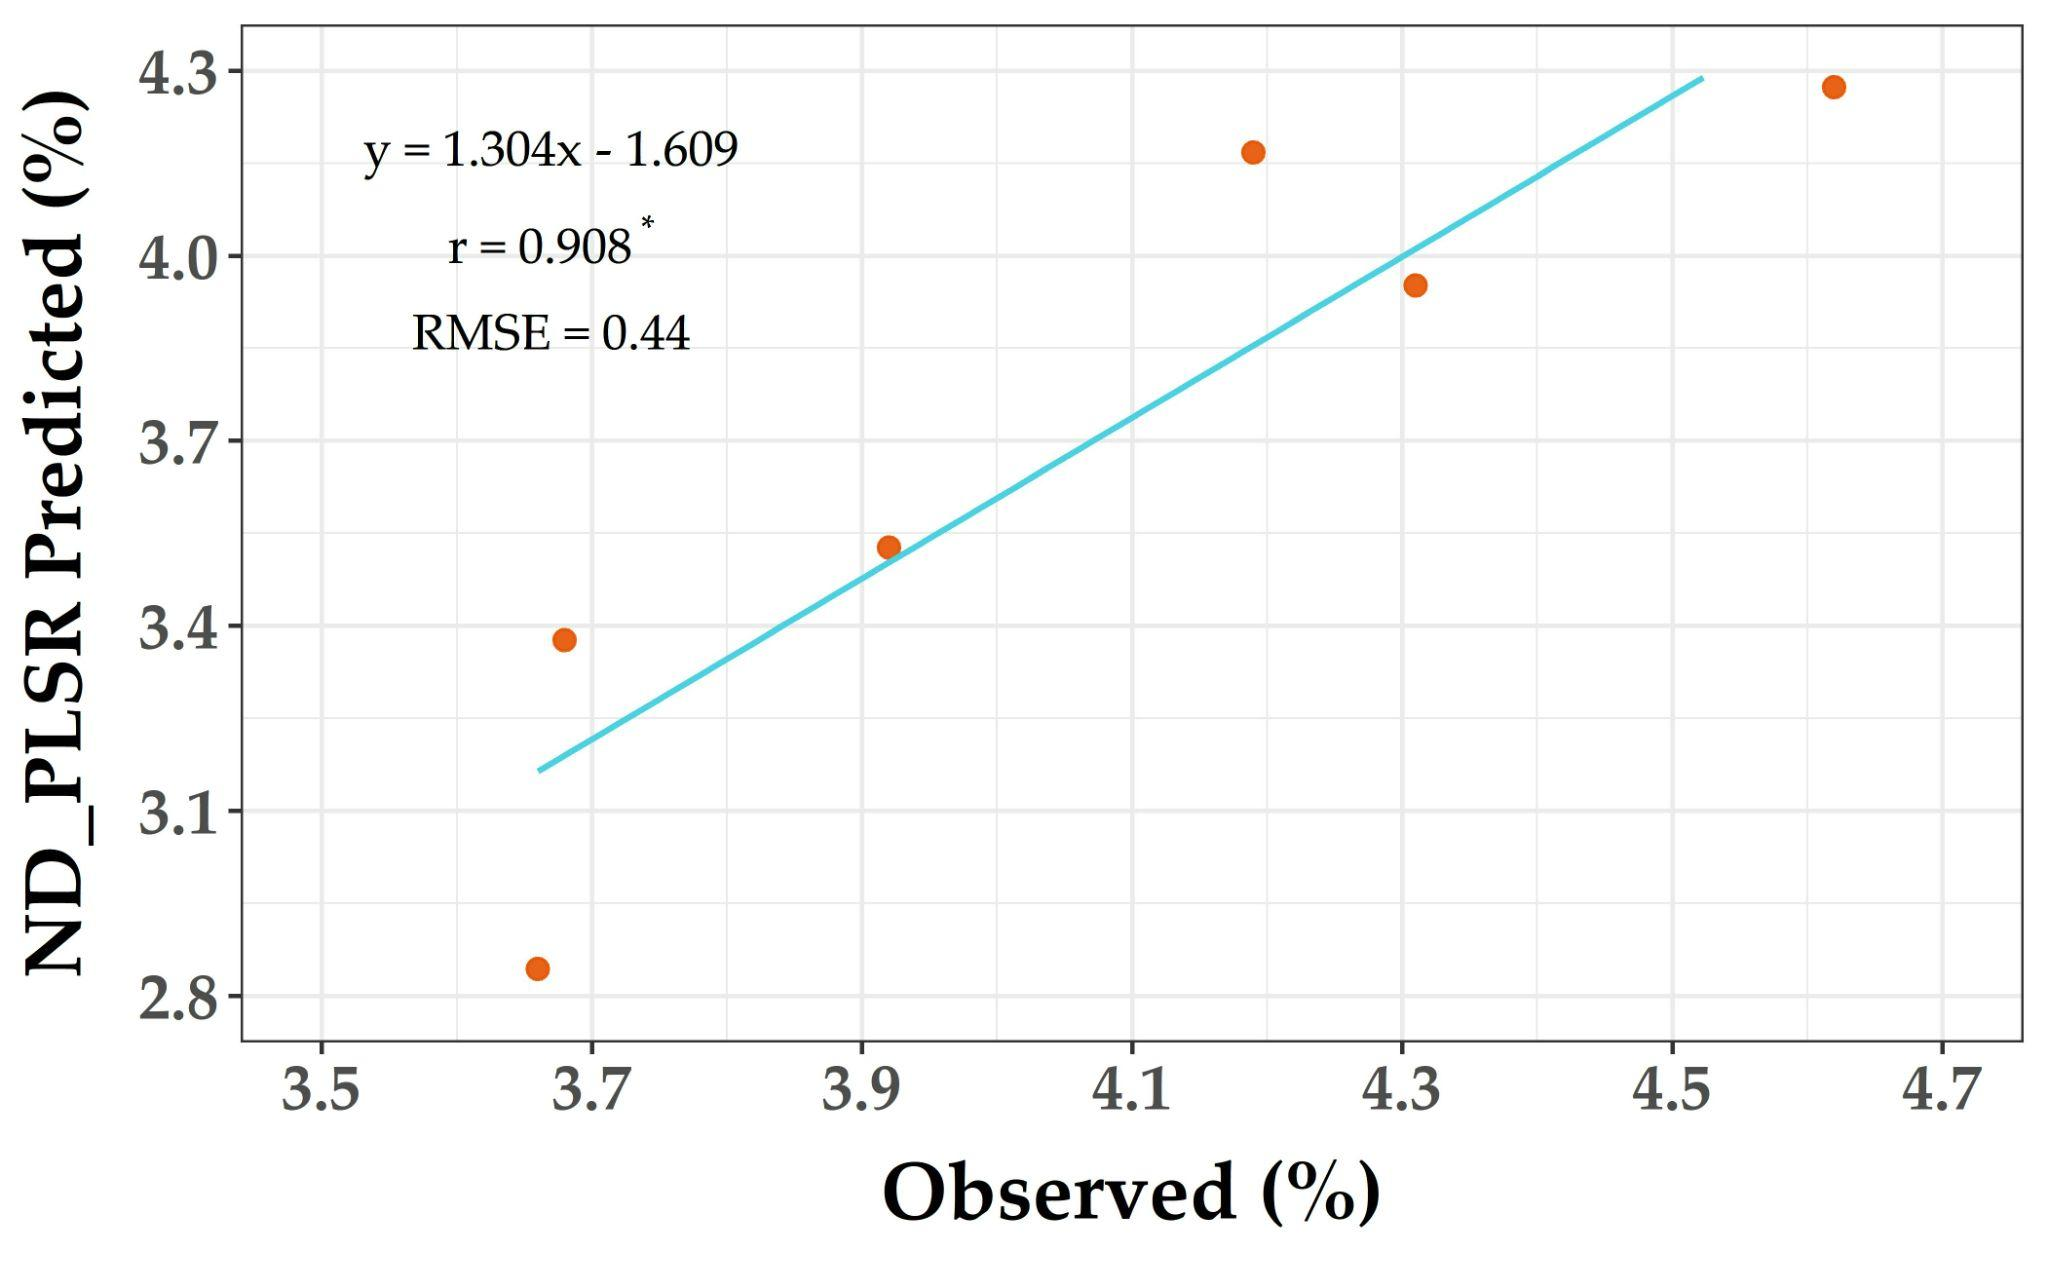 4.3
4.0
3.7
3.4
3.1
2.8
ND_PLSR Predicted (%)
y = 1.304x - 1.609
r = 0.908 *
RMSE = 0.44
3.5 3.7 3.9 4.1 4.3 4.5 4.7
Observed (%)